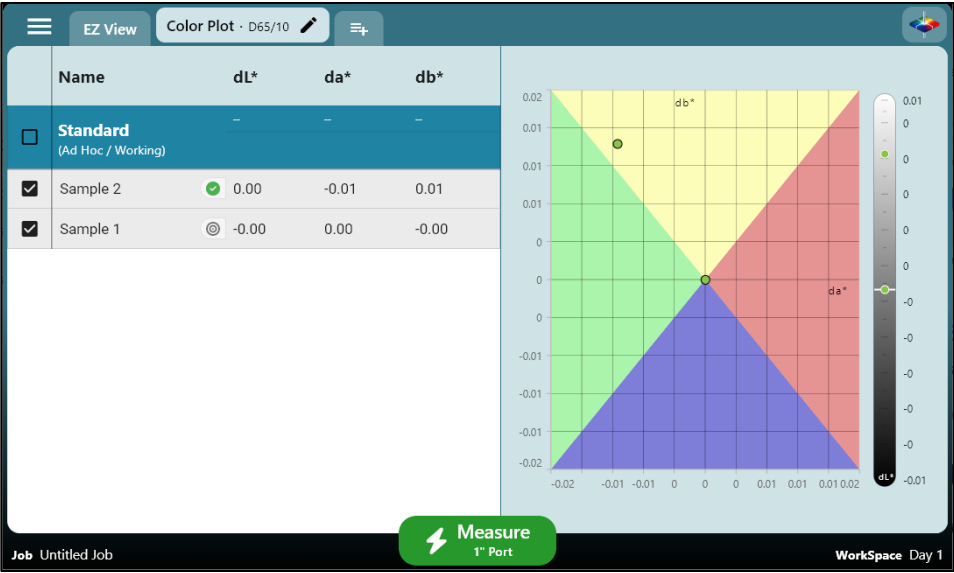 EZ View
Color Plot · D65/10
Name dL* da* db*
Standard – – –
(Ad Hoc / Working)
Sample 2 0.00 -0.01 0.01
Sample 1 -0.00 0.00 -0.00
db*
da*
0.02
0.01
0.01
0.01
0
0
0
-0.01
-0.01
-0.01
-0.02
-0.02 -0.01 -0.01 0 0 0 0.01 0.01 0.01 0.02
0.01
0
0
0
0
0
-0
-0
-0
-0
-0
-0.01
dL*
Measure
1" Port
Job Untitled Job
WorkSpace Day 1